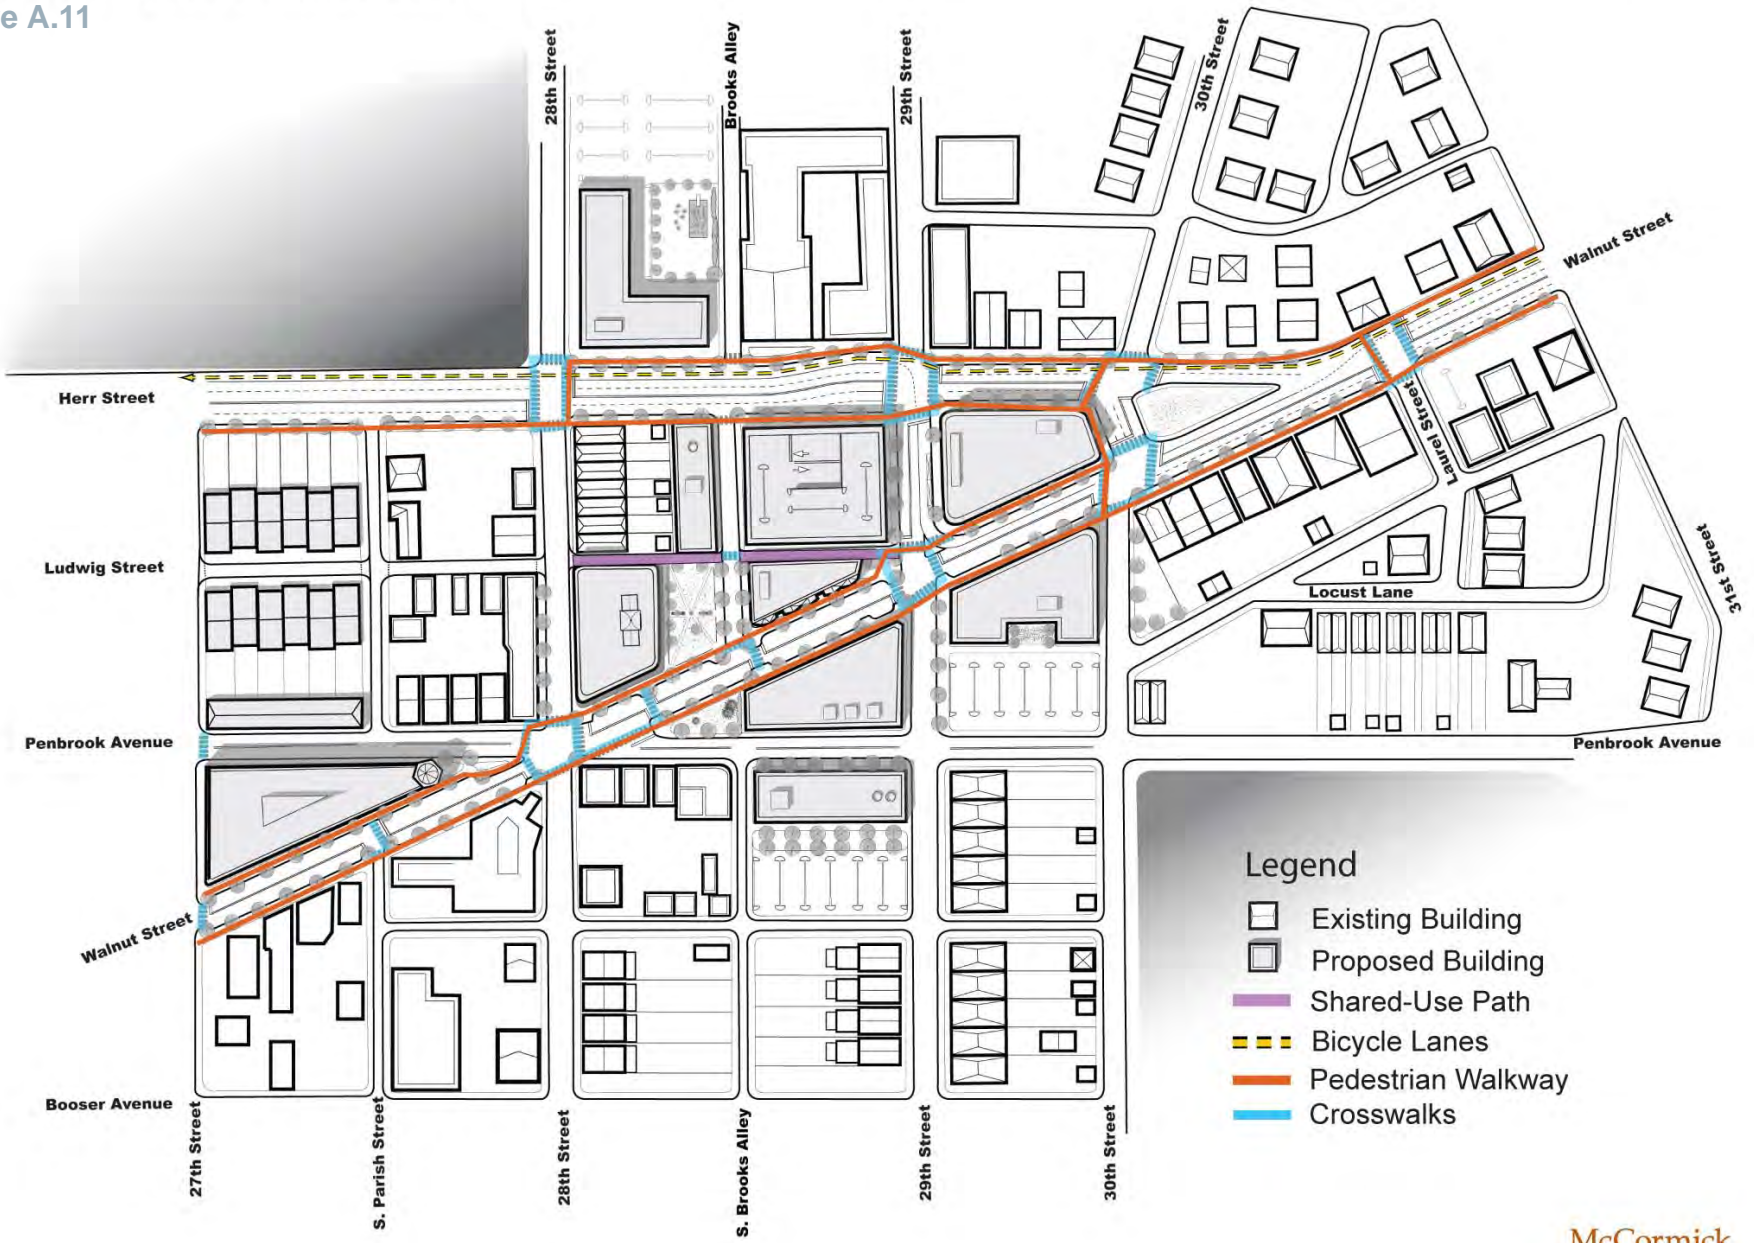 e A.11
28th Street
Brooks Alley
29th Street
30th Street
Walnut Street
Herr Street
Laurel Street
Ludwig Street
Locust Lane
31st Street
Penbrook Avenue
Penbrook Avenue
Walnut Street
Legend
Existing Building
Proposed Building
Shared-Use Path
Bicycle Lanes
Pedestrian Walkway
Crosswalks
Booser Avenue
27th Street
S. Parish Street
28th Street
S. Brooks Alley
29th Street
30th Street
McCormick